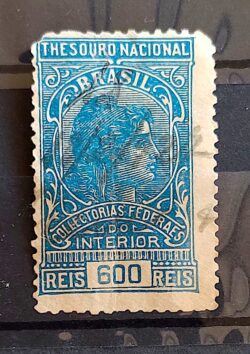 THESOURO NACIONAL
BRASIL
COLLECTORIAS FEDERAES
DO
INTERIOR
REIS 600 REIS